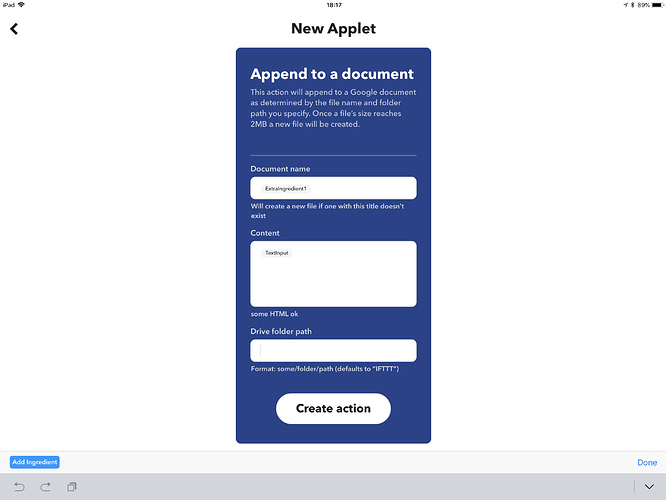 iPad 18:17 89%
New Applet
Append to a document
This action will append to a Google document
as determined by the file name and folder
path you specify. Once a file's size reaches
2MB a new file will be created.
Document name
ExtraIngredient1
Will create a new file if one with this title doesn't
exist
Content
TextInput
some HTML ok
Drive folder path
Format: some/folder/path (defaults to "IFTTT")
Create action
Add Ingredient Done